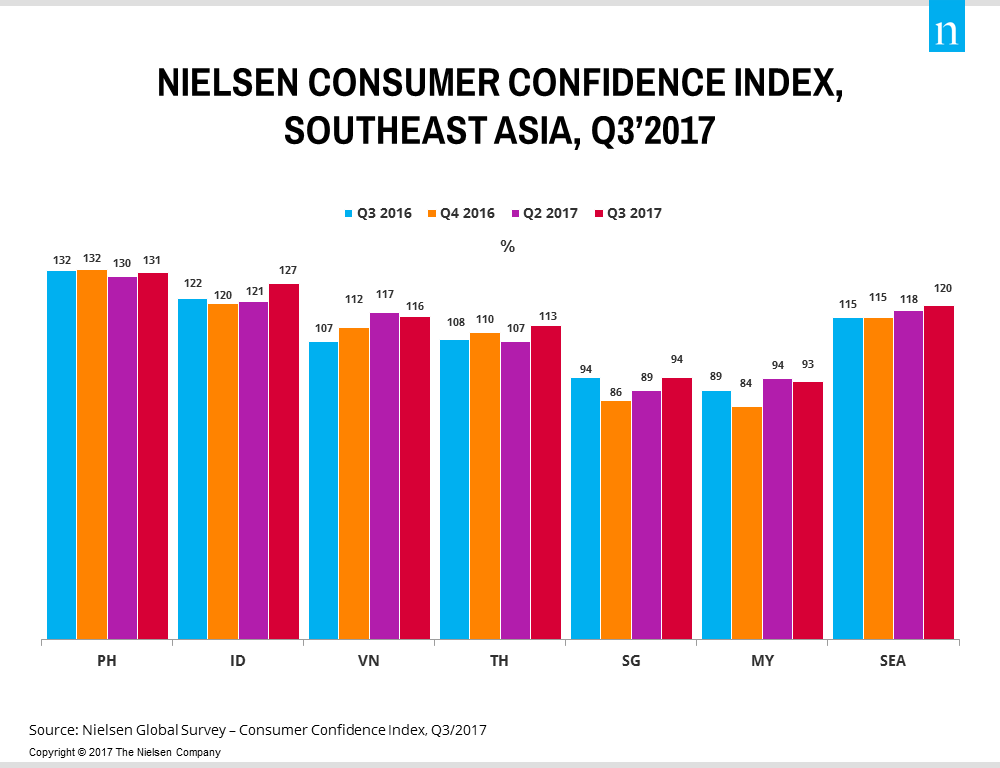 n
NIELSEN CONSUMER CONFIDENCE INDEX,
SOUTHEAST ASIA, Q3’2017
Q3 2016 Q4 2016 Q2 2017 Q3 2017
%
132 132 130 131
122 120 121 127
107 112 117 116
108 110 107 113
94 86 89 94
89 84 94 93
115 115 118 120
PH ID VN TH SG MY SEA
Source: Nielsen Global Survey – Consumer Confidence Index, Q3/2017
Copyright © 2017 The Nielsen Company